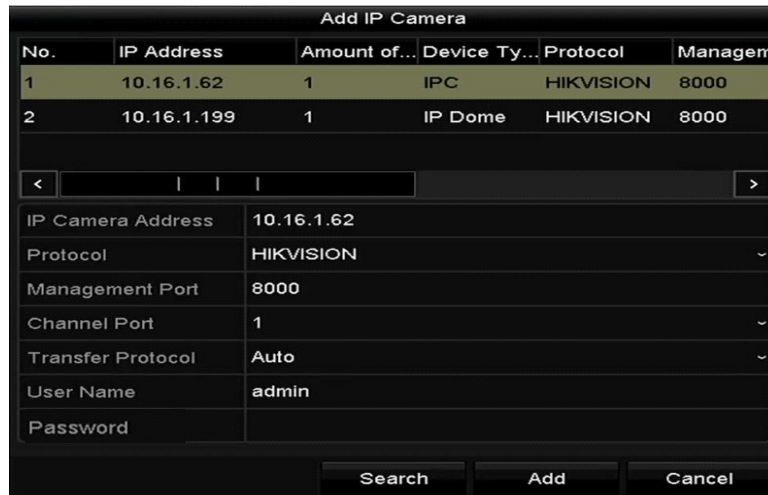 Add IP Camera
No. IP Address Amount of... Device Ty... Protocol Managem
1 10.16.1.62 1 IPC HIKVISION 8000
2 10.16.1.199 1 IP Dome HIKVISION 8000
< >
IP Camera Address 10.16.1.62
Protocol HIKVISION
Management Port 8000
Channel Port 1
Transfer Protocol Auto
User Name admin
Password
Search Add Cancel